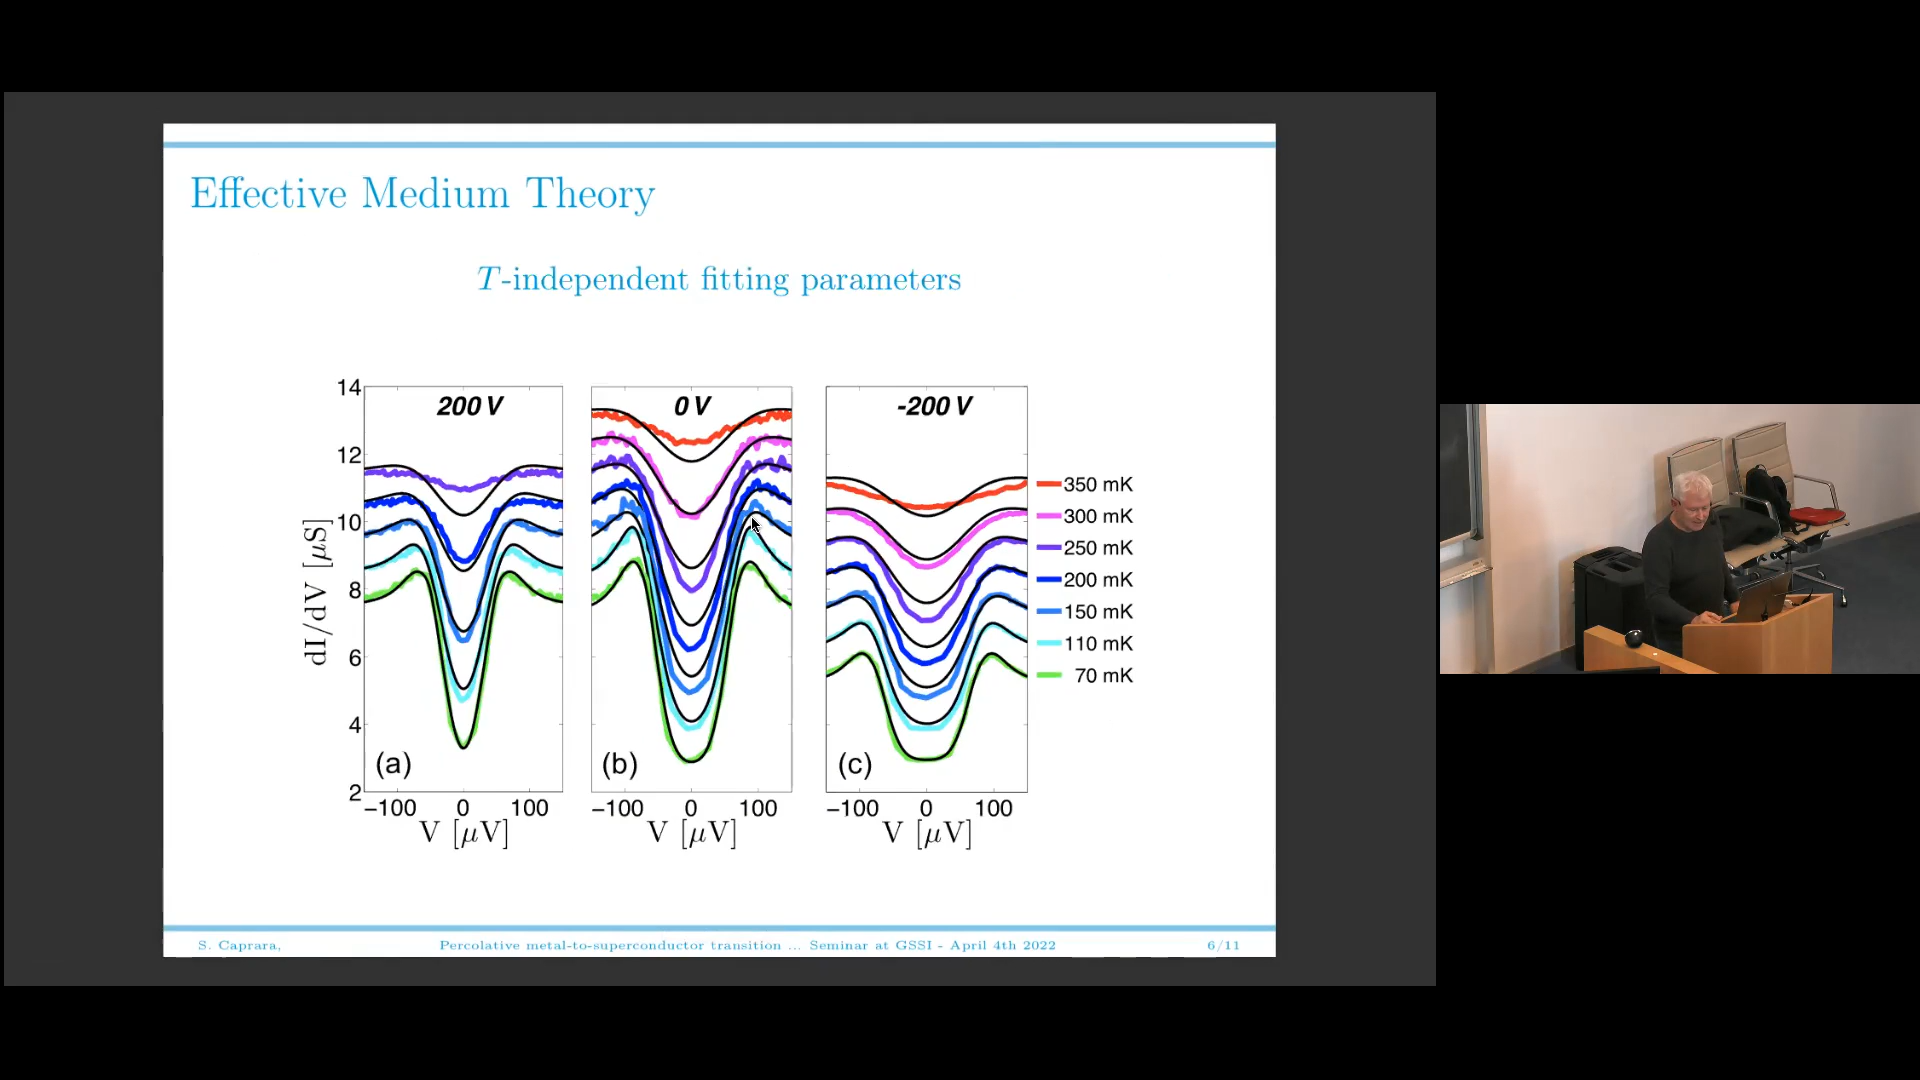 Effective Medium Theory
T-independent fitting parameters
14
12
10
8
6
4
2
dI/dV [μS]
200 V
0 V
-200 V
(a)
(b)
(c)
−100 0 100
−100 0 100
−100 0 100
V [μV]
V [μV]
V [μV]
350 mK
300 mK
250 mK
200 mK
150 mK
110 mK
70 mK
S. Caprara,
Percolative metal-to-superconductor transition ... Seminar at GSSI - April 4th 2022
6/11